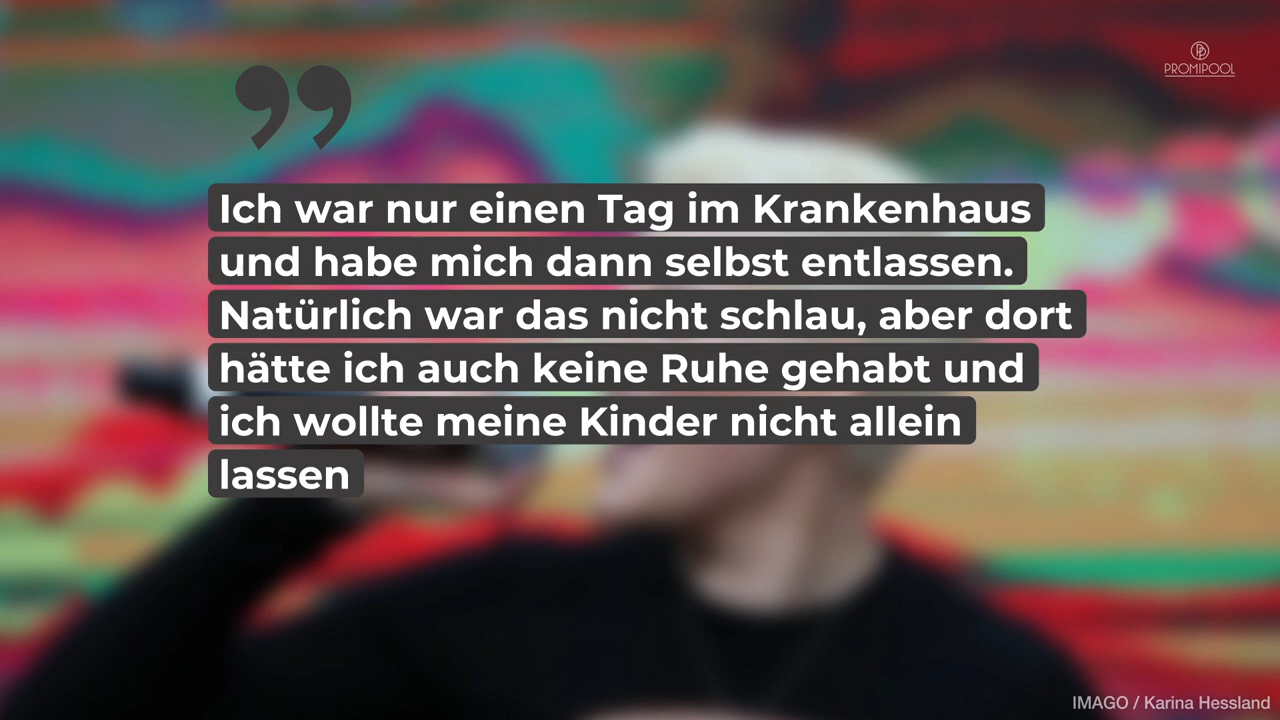 PROMIPOOL
”
Ich war nur einen Tag im Krankenhaus
und habe mich dann selbst entlassen.
Natürlich war das nicht schlau, aber dort
hätte ich auch keine Ruhe gehabt und
ich wollte meine Kinder nicht allein
lassen
IMAGO / Karina Hessland